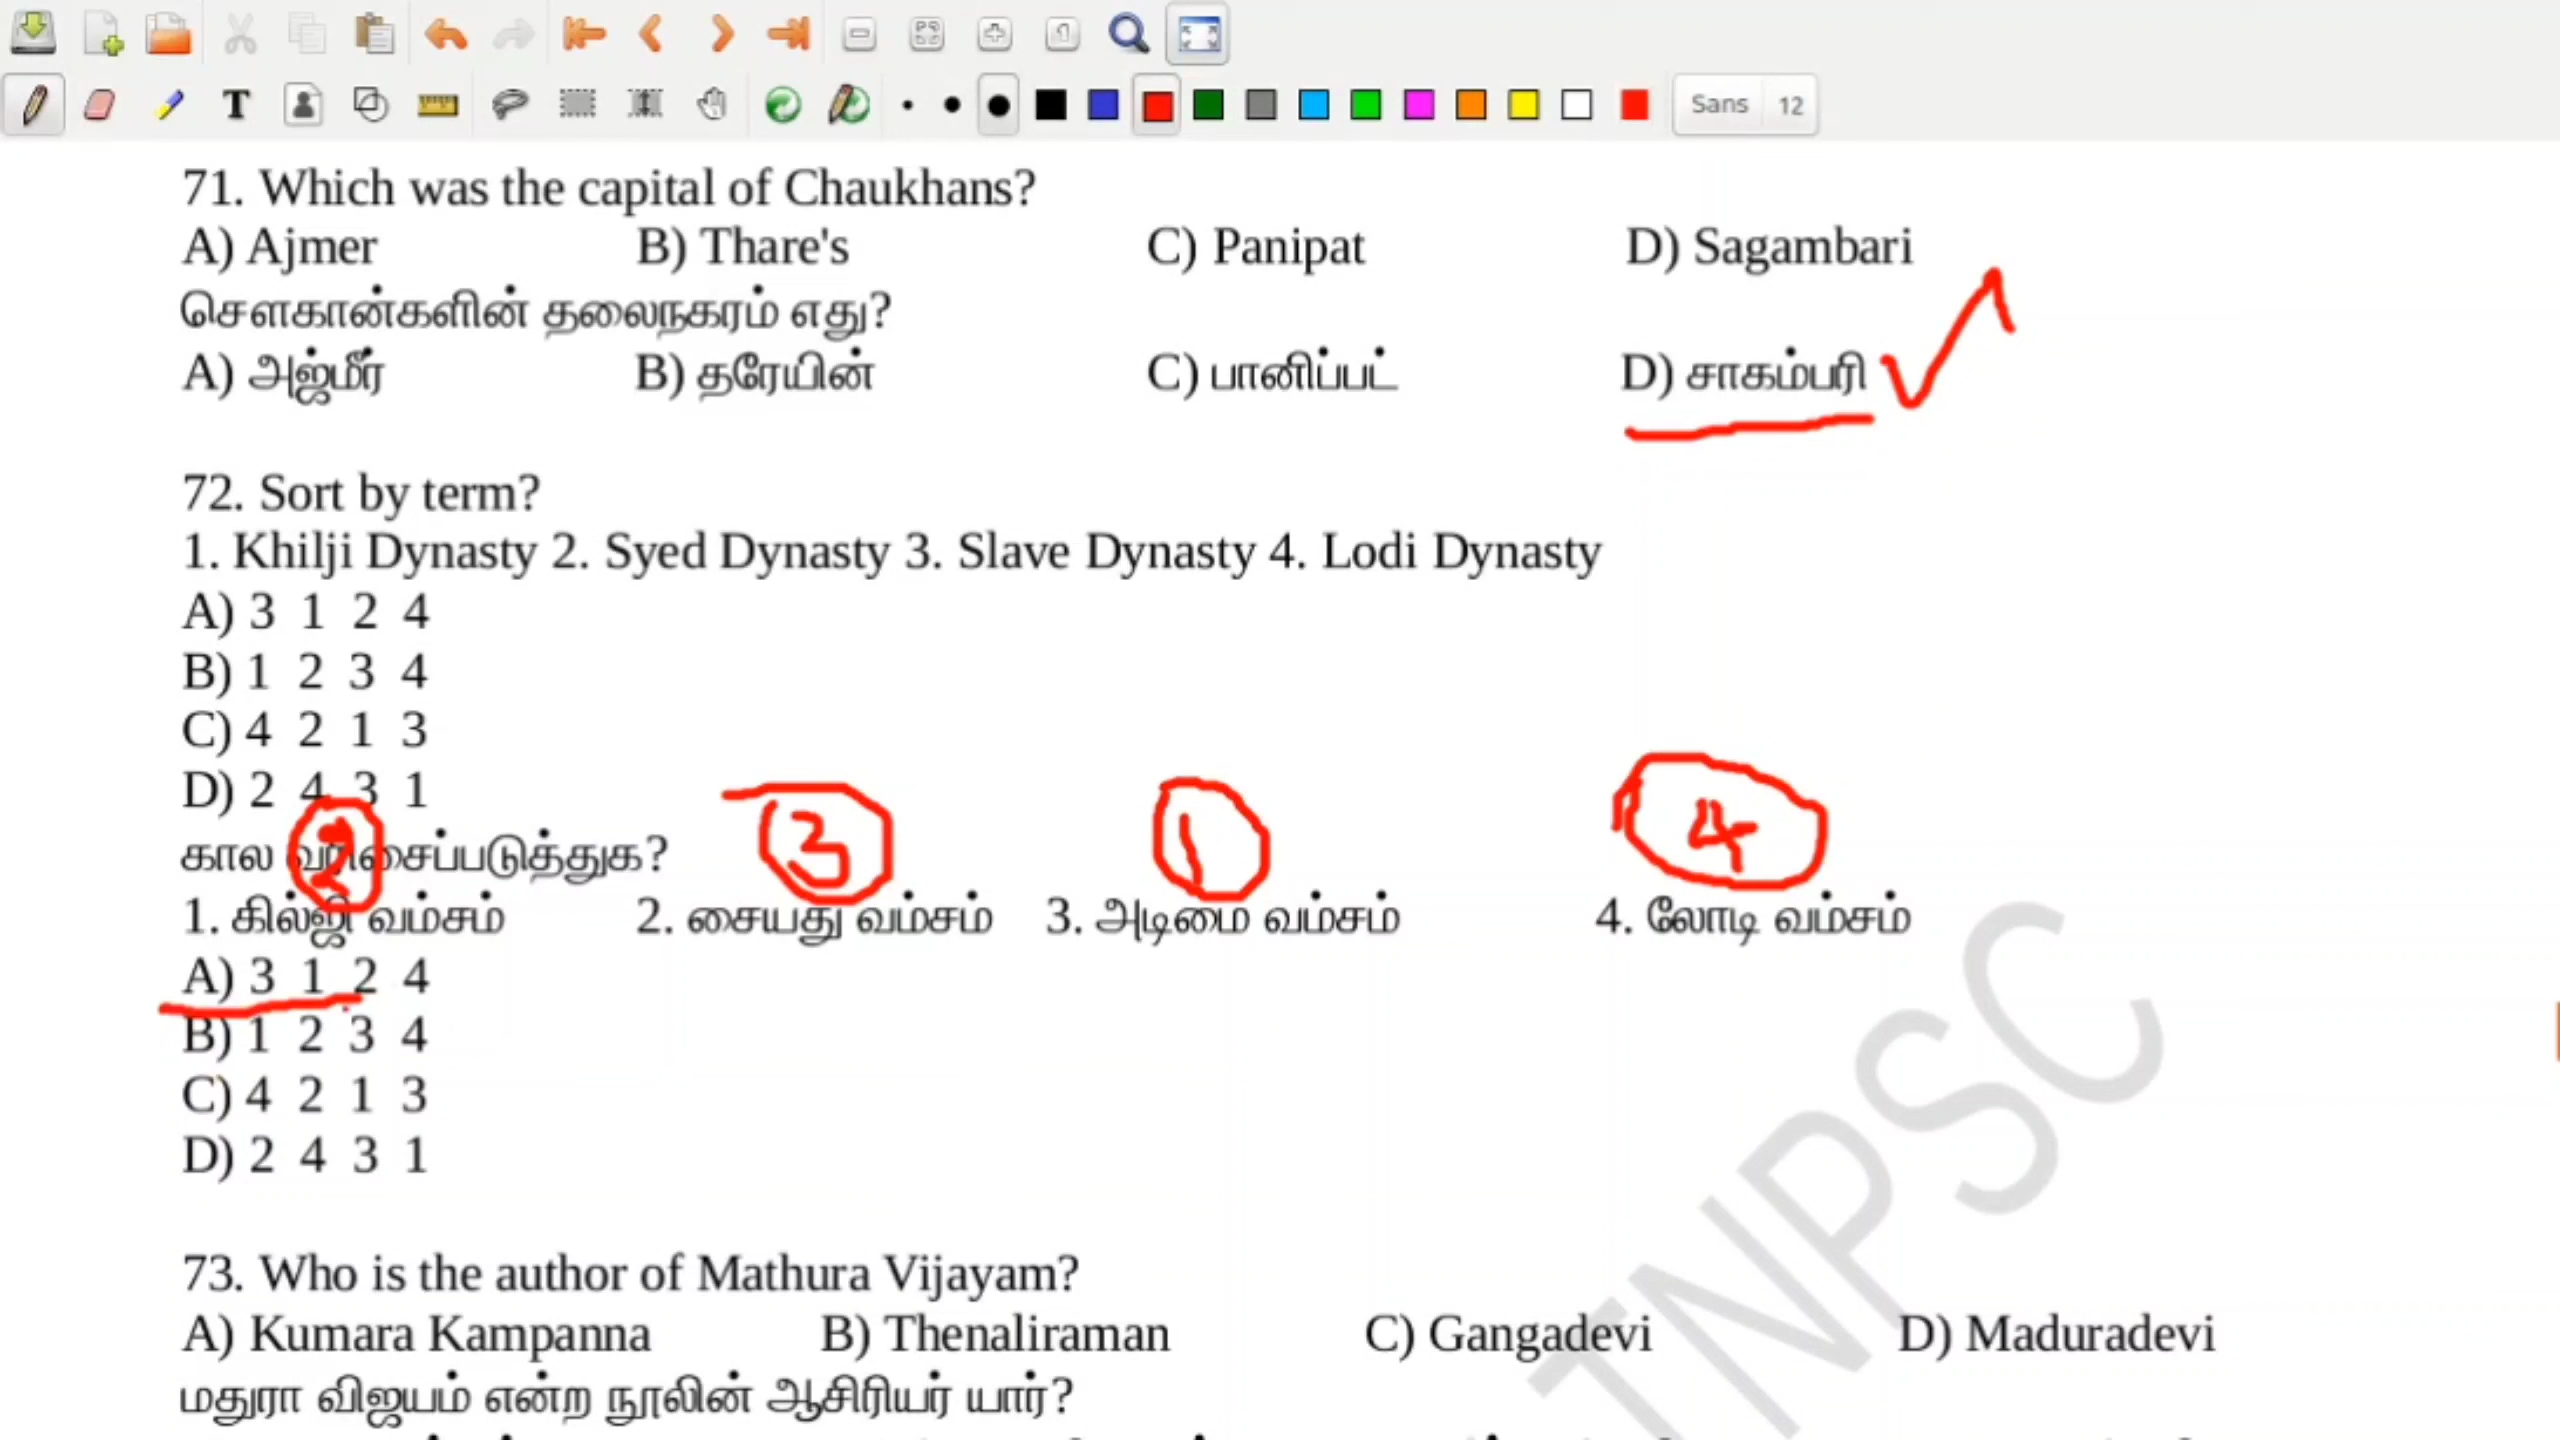 Sans 12
71. Which was the capital of Chaukhans?
A) Ajmer B) Thare's C) Panipat D) Sagambari
சௌகான்களின் தலைநகரம் எது?
A) அஜ்மீர் B) தரேயின் C) பானிப்பட் D) சாகம்பரி
72. Sort by term?
1. Khilji Dynasty 2. Syed Dynasty 3. Slave Dynasty 4. Lodi Dynasty
A) 3 1 2 4
B) 1 2 3 4
C) 4 2 1 3
D) 2 4 3 1
2 3 1 4
கால வரிசைப்படுத்துக?
1. கில்ஜி வம்சம் 2. சையது வம்சம் 3. அடிமை வம்சம் 4. லோடி வம்சம்
A) 3 1 2 4
B) 1 2 3 4
C) 4 2 1 3
D) 2 4 3 1
73. Who is the author of Mathura Vijayam?
A) Kumara Kampanna B) Thenaliraman C) Gangadevi D) Maduradevi
மதுரா விஜயம் என்ற நூலின் ஆசிரியர் யார்?
TNPSC